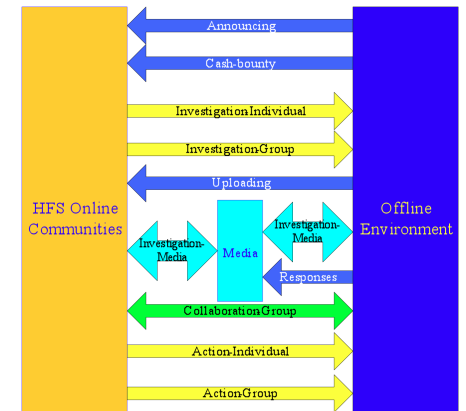 Announcing
Cash-bounty
Investigation-Individual
Investigation-Group
Uploading
HFS Online
Communities
Offline
Environment
Investigation-
Media
Media
Investigation-
Media
Responses
Collaboration-Group
Action-Individual
Action-Group